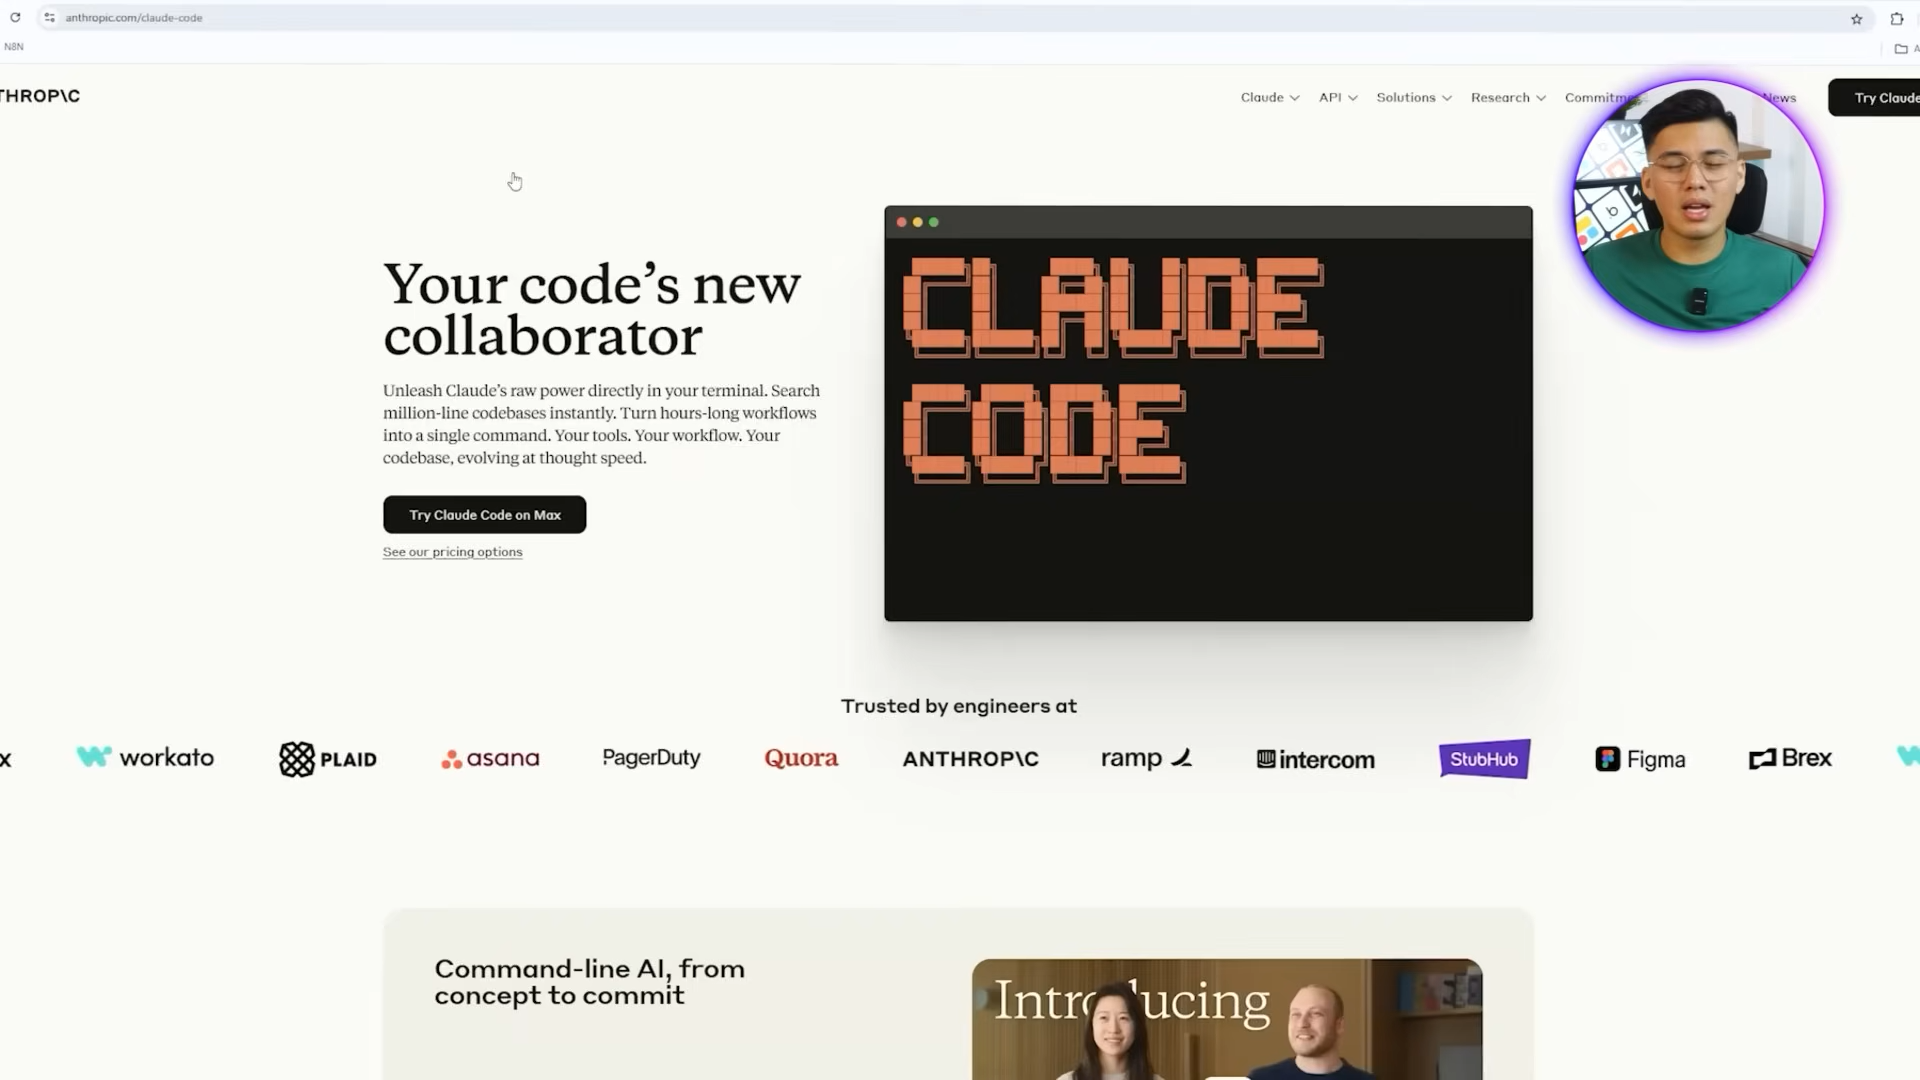 anthropic.com/claude-code
N8N
THROP\C
Claude
API
Solutions
Research
News
Your code’s new
collaborator
Unleash Claude’s raw power directly in your terminal. Search
million-line codebases instantly. Turn hours-long workflows
into a single command. Your tools. Your workflow. Your
codebase, evolving at thought speed.
Try Claude Code on Max
See our pricing options
CLAUDE
CODE
Try Claude
Trusted by engineers at
x
workato
PLAID
asana
PagerDuty
Quora
ANTHROP\C
ramp
intercom
StubHub
Figma
Brex
Command-line AI, from
concept to commit